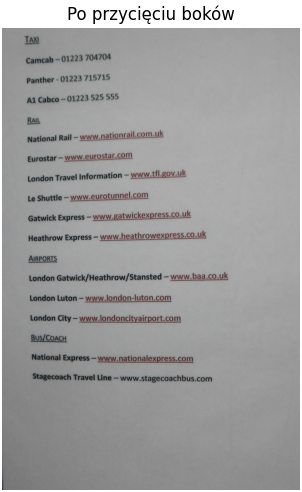 Po przycięciu boków
TAXI
Camcab – 01223 704704
Panther - 01223 715715
A1 Cabco – 01223 525 555
RAIL
National Rail – www.nationrail.com.uk
Eurostar – www.eurostar.com
London Travel Information – www.tfl.gov.uk
Le Shuttle – www.eurotunnel.com
Gatwick Express – www.gatwickexpress.co.uk
Heathrow Express – www.heathrowexpress.co.uk
AIRPORTS
London Gatwick/Heathrow/Stansted – www.baa.co.uk
London Luton – www.london-luton.com
London City – www.londoncityairport.com
BUS/COACH
National Express – www.nationalexpress.com
Stagecoach Travel Line – www.stagecoachbus.com